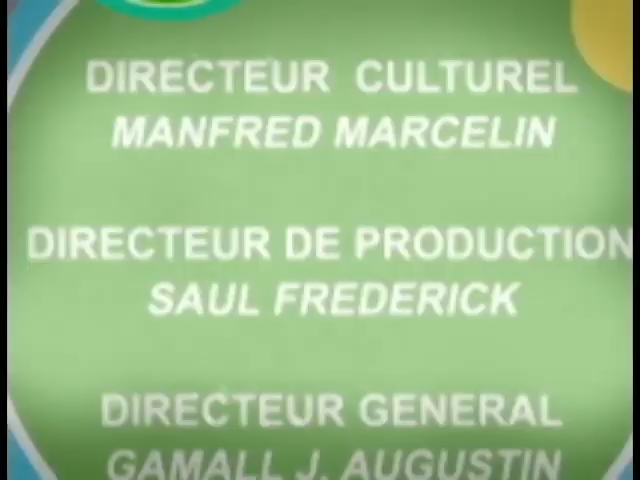 DIRECTEUR CULTUREL
MANFRED MARCELIN
DIRECTEUR DE PRODUCTION
SAUL FREDERICK
DIRECTEUR GENERAL
GAMALL J. AUGUSTIN